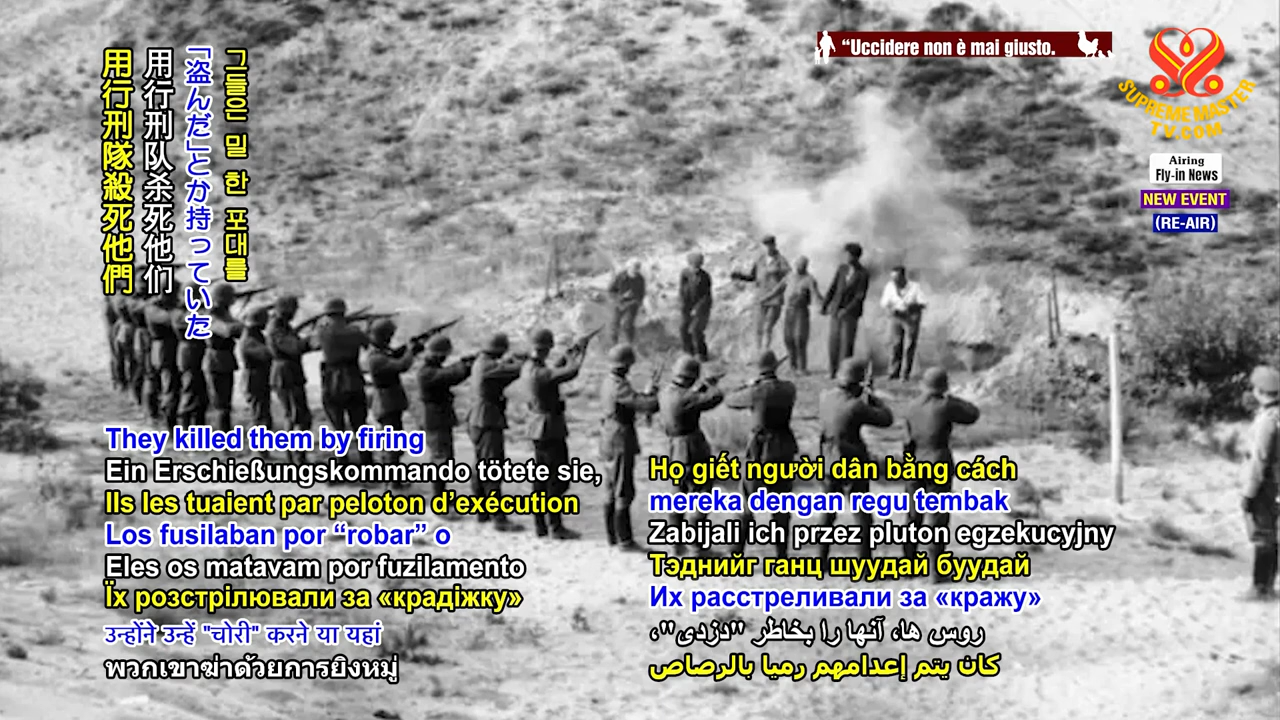 그들은 밀 한 포대를
「盗んだ」とか持っていた
用行刑队杀死他们
用行刑隊殺死他們
“Uccidere non è mai giusto.
SUPREME MASTER
TV.COM
Airing
Fly-in News
NEW EVENT
(RE-AIR)
They killed them by firing
Ein Erschießungskommando tötete sie,
Ils les tuaient par peloton d’exécution
Los fusilaban por “robar” o
Eles os matavam por fuzilamento
Їх розстрілювали за «крадіжку»
उन्होंने उन्हें "चोरी" करने या यहां
พวกเขาฆ่าด้วยการยิงหมู่
Họ giết người dân bằng cách
mereka dengan regu tembak
Zabijali ich przez pluton egzekucyjny
Тэднийг ганц шуудай буудай
Их расстреливали за «кражу»
روس ها، آنها را بخاطر "دزدی"،
كان يتم إعدامهم رميا بالرصاص